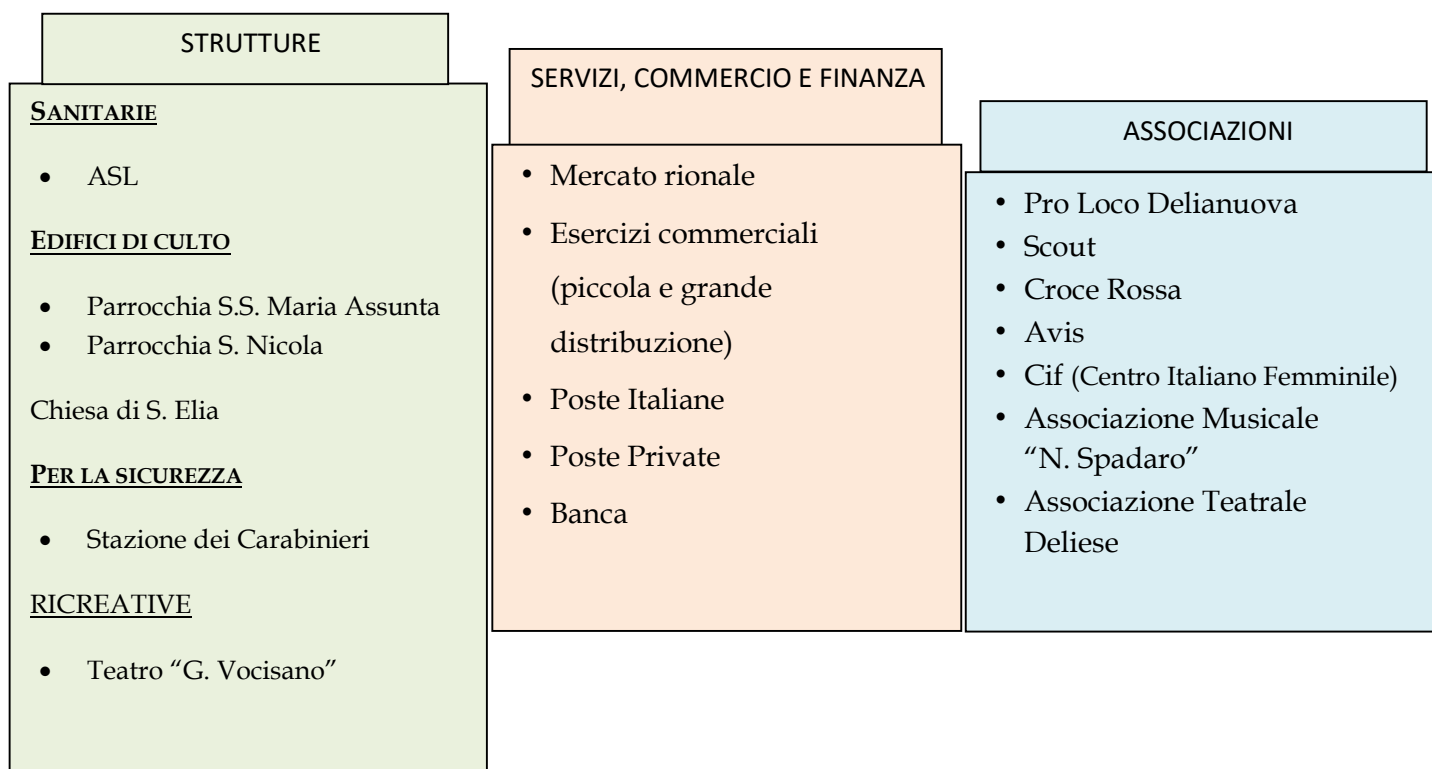 STRUTTURE
SANITARIE
• ASL
EDIFICI DI CULTO
• Parrocchia S.S. Maria Assunta
• Parrocchia S. Nicola
Chiesa di S. Elia
PER LA SICUREZZA
• Stazione dei Carabinieri
RICREATIVE
• Teatro “G. Vocisano”
SERVIZI, COMMERCIO E FINANZA
• Mercato rionale
• Esercizi commerciali
(piccola e grande
distribuzione)
• Poste Italiane
• Poste Private
• Banca
ASSOCIAZIONI
• Pro Loco Delianuova
• Scout
• Croce Rossa
• Avis
• Cif (Centro Italiano Femminile)
• Associazione Musicale
“N. Spadaro”
• Associazione Teatrale
Deliese